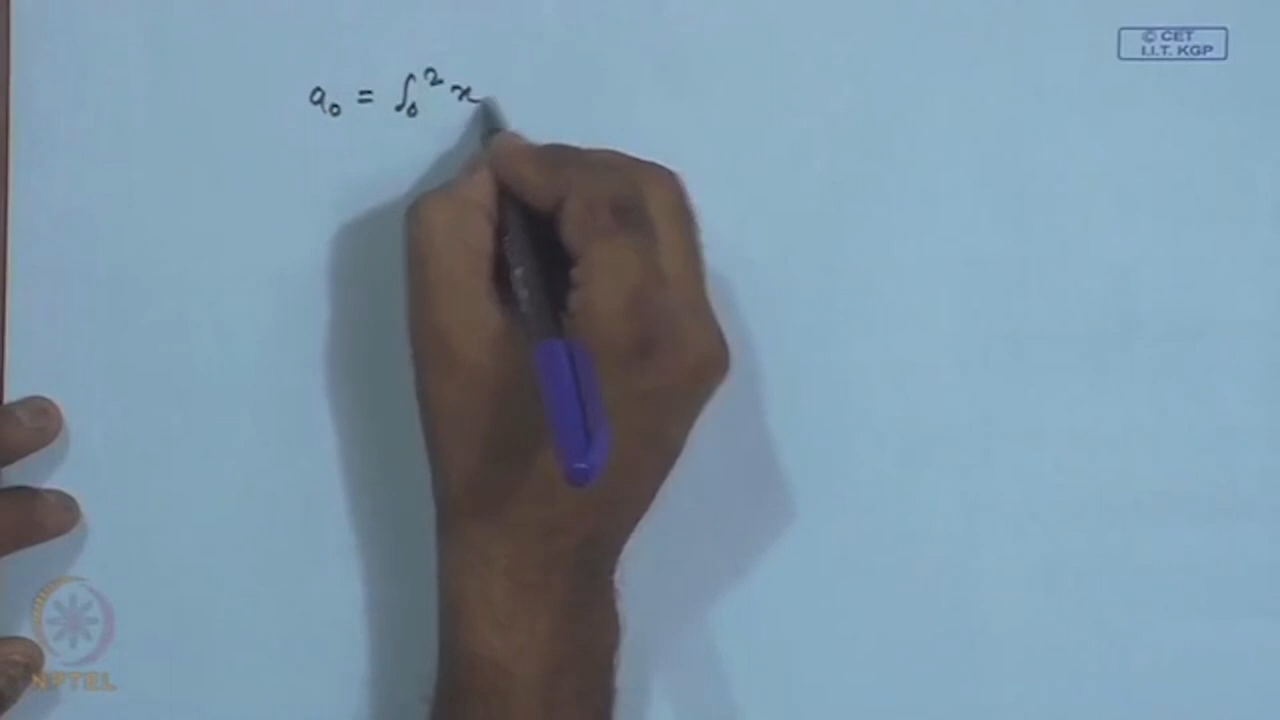 © CET
I.I.T. KGP
a₀ = ∫₀² x
NPTEL